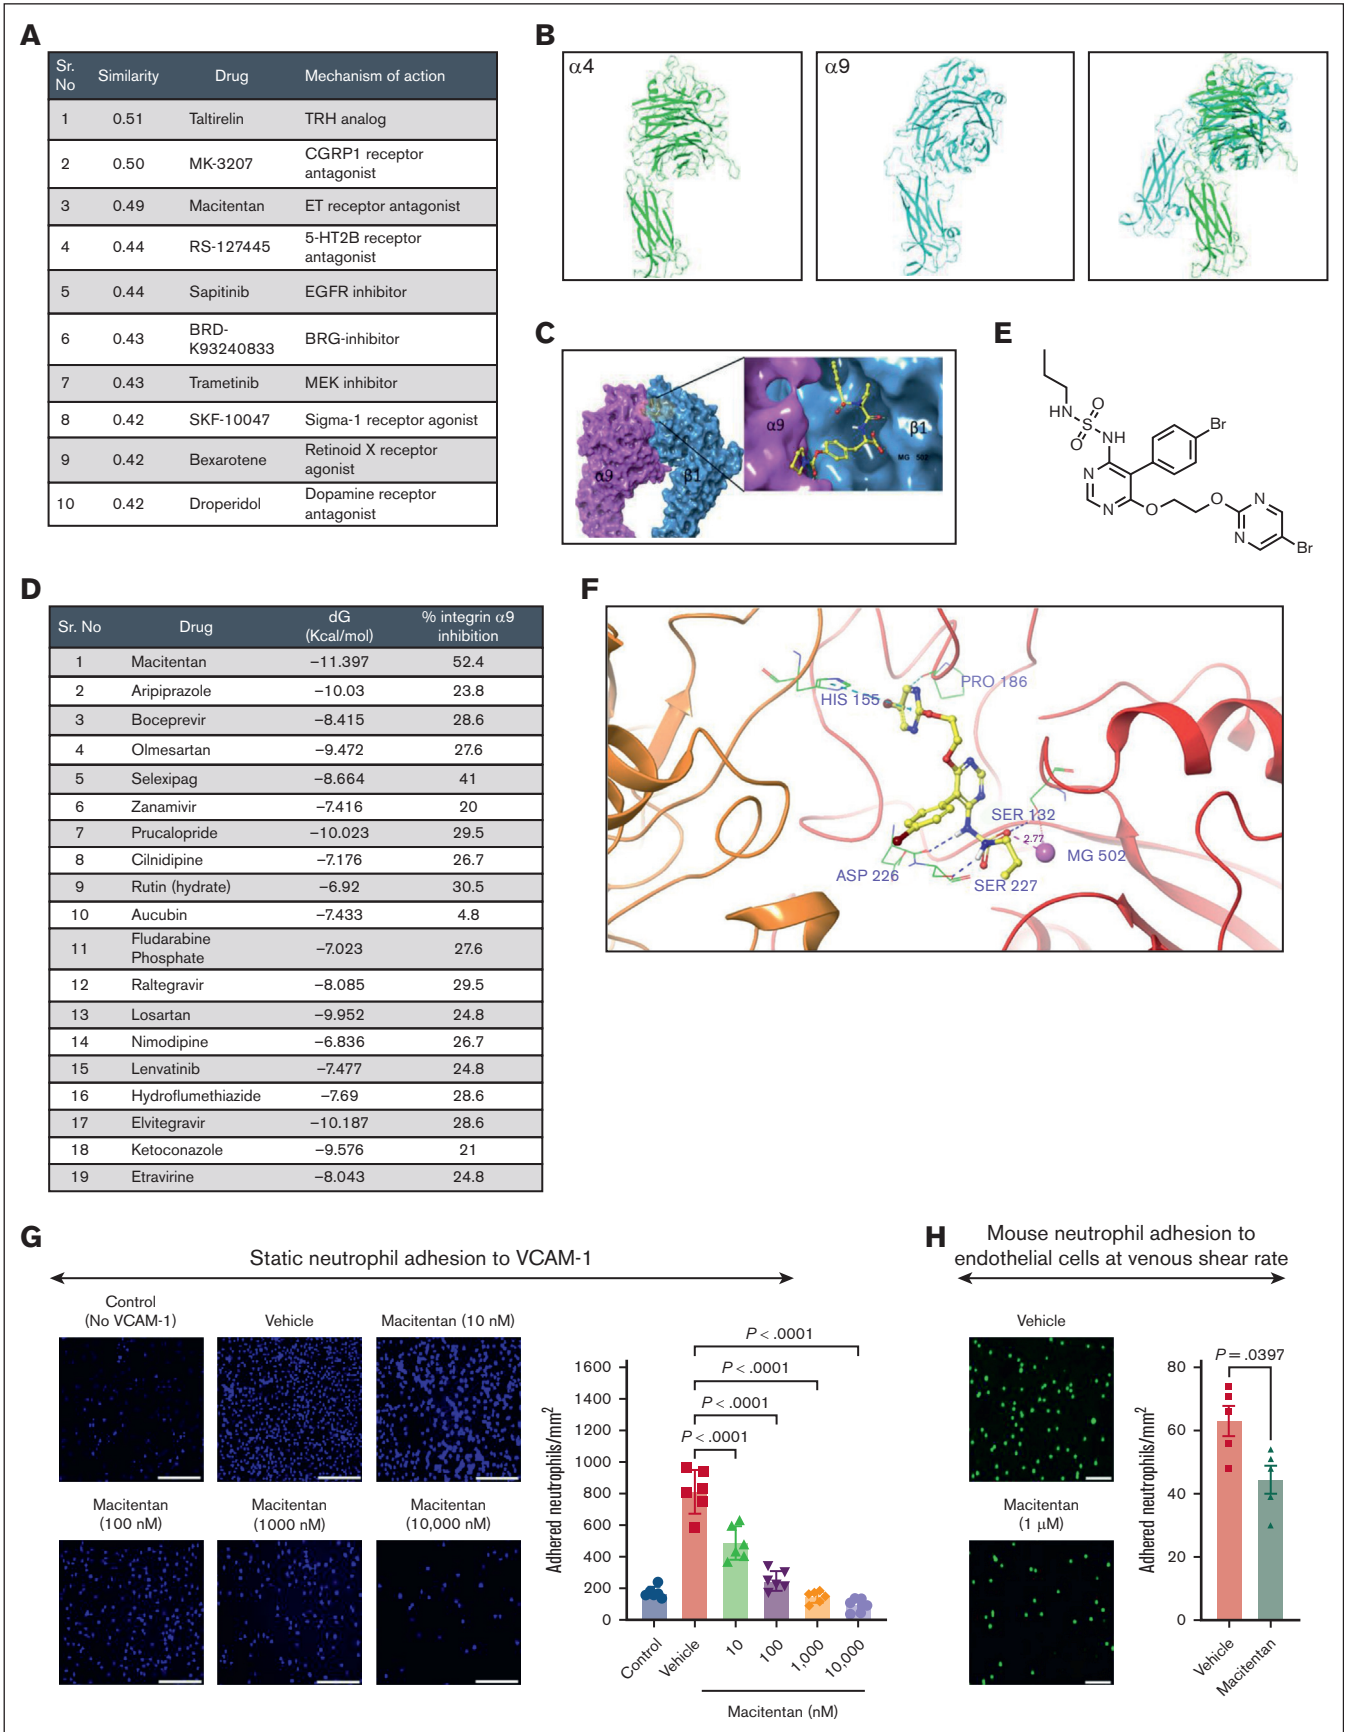 A
Sr. No Similarity Drug Mechanism of action
1 0.51 Taltirelin TRH analog
2 0.50 MK-3207 CGRP1 receptor antagonist
3 0.49 Macitentan ET receptor antagonist
4 0.44 RS-127445 5-HT2B receptor antagonist
5 0.44 Sapitinib EGFR inhibitor
6 0.43 BRD-K93240833 BRG-inhibitor
7 0.43 Trametinib MEK inhibitor
8 0.42 SKF-10047 Sigma-1 receptor agonist
9 0.42 Bexarotene Retinoid X receptor agonist
10 0.42 Droperidol Dopamine receptor antagonist
B
α4
α9
C
α9
β1
α9
β1
MG 502
E
HN
S
O
O
NH
N
N
O
O
N
N
Br
Br
D
Sr. No Drug dG (Kcal/mol) % integrin α9 inhibition
1 Macitentan −11.397 52.4
2 Aripiprazole −10.03 23.8
3 Boceprevir −8.415 28.6
4 Olmesartan −9.472 27.6
5 Selexipag −8.664 41
6 Zanamivir −7.416 20
7 Prucalopride −10.023 29.5
8 Cilnidipine −7.176 26.7
9 Rutin (hydrate) −6.92 30.5
10 Aucubin −7.433 4.8
11 Fludarabine Phosphate −7.023 27.6
12 Raltegravir −8.085 29.5
13 Losartan −9.952 24.8
14 Nimodipine −6.836 26.7
15 Lenvatinib −7.477 24.8
16 Hydroflumethiazide −7.69 28.6
17 Elvitegravir −10.187 28.6
18 Ketoconazole −9.576 21
19 Etravirine −8.043 24.8
F
HIS 155
PRO 186
SER 132
2.77
MG 502
ASP 226
SER 227
G
Static neutrophil adhesion to VCAM-1
Control
(No VCAM-1)
Vehicle
Macitentan (10 nM)
Macitentan
(100 nM)
Macitentan
(1000 nM)
Macitentan
(10,000 nM)
P < .0001
P < .0001
P < .0001
P < .0001
Adhered neutrophils/mm²
1600
1400
1200
1000
800
600
400
200
0
Control
Vehicle
10
100
1,000
10,000
Macitentan (nM)
H
Mouse neutrophil adhesion to
endothelial cells at venous shear rate
Vehicle
Macitentan
(1 μM)
P = .0397
Adhered neutrophils/mm²
80
60
40
20
0
Vehicle
Macitentan